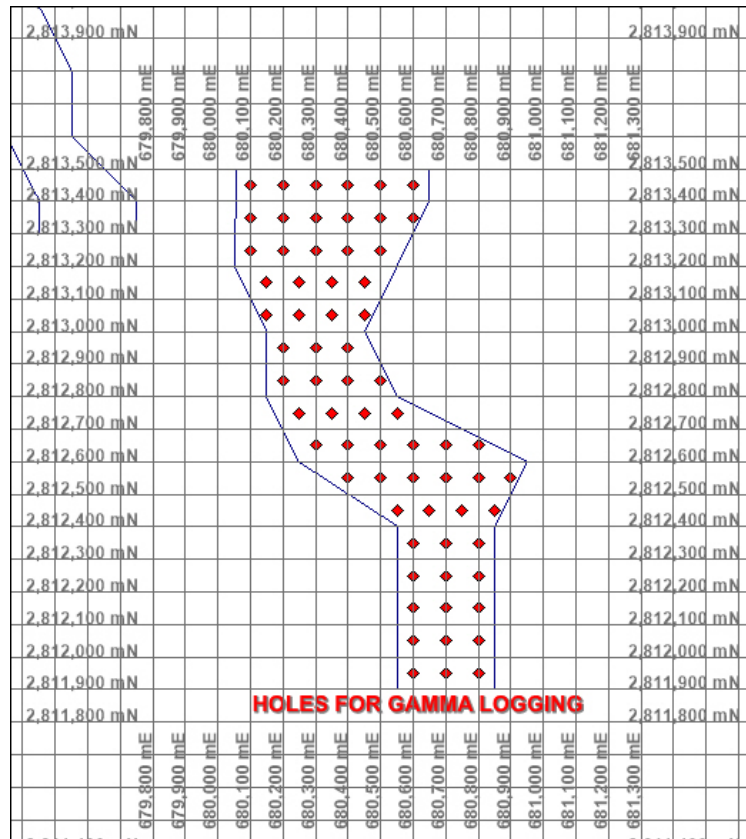 2,813,900 mN 2,813,900 mN
679,800 mE 679,900 mE 680,000 mE 680,100 mE 680,200 mE 680,300 mE 680,400 mE 680,500 mE 680,600 mE 680,700 mE 680,800 mE 680,900 mE 681,000 mE 681,100 mE 681,200 mE 681,300 mE
2,813,500 mN 2,813,500 mN
2,813,400 mN 2,813,400 mN
2,813,300 mN 2,813,300 mN
2,813,200 mN 2,813,200 mN
2,813,100 mN 2,813,100 mN
2,813,000 mN 2,813,000 mN
2,812,900 mN 2,812,900 mN
2,812,800 mN 2,812,800 mN
2,812,700 mN 2,812,700 mN
2,812,600 mN 2,812,600 mN
2,812,500 mN 2,812,500 mN
2,812,400 mN 2,812,400 mN
2,812,300 mN 2,812,300 mN
2,812,200 mN 2,812,200 mN
2,812,100 mN 2,812,100 mN
2,812,000 mN 2,812,000 mN
2,811,900 mN 2,811,900 mN
HOLES FOR GAMMA LOGGING
2,811,800 mN 2,811,800 mN
679,800 mE 679,900 mE 680,000 mE 680,100 mE 680,200 mE 680,300 mE 680,400 mE 680,500 mE 680,600 mE 680,700 mE 680,800 mE 680,900 mE 681,000 mE 681,100 mE 681,200 mE 681,300 mE